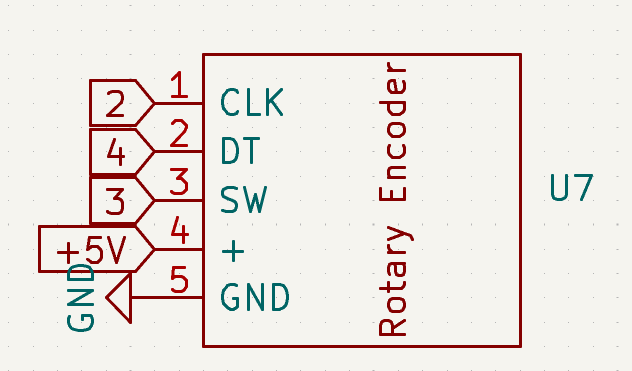 2 1 CLK
4 2 DT
3 3 SW
+5V 4 +
GND 5 GND
Rotary Encoder
U7